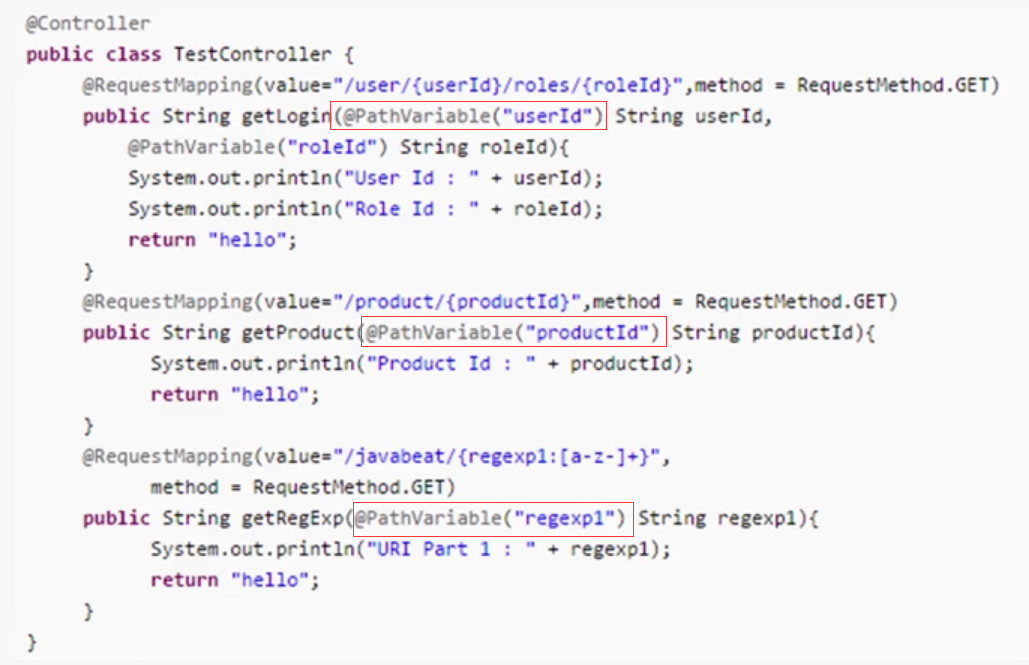 @Controller
public class TestController {
@RequestMapping(value="/user/{userId}/roles/{roleId}",method = RequestMethod.GET)
public String getLogin(@PathVariable("userId") String userId,
@PathVariable("roleId") String roleId){
System.out.println("User Id : " + userId);
System.out.println("Role Id : " + roleId);
return "hello";
}
@RequestMapping(value="/product/{productId}",method = RequestMethod.GET)
public String getProduct(@PathVariable("productId") String productId){
System.out.println("Product Id : " + productId);
return "hello";
}
@RequestMapping(value="/javabeat/{regexp1:[a-z-]+}",
method = RequestMethod.GET)
public String getRegExp(@PathVariable("regexp1") String regexp1){
System.out.println("URI Part 1 : " + regexp1);
return "hello";
}
}